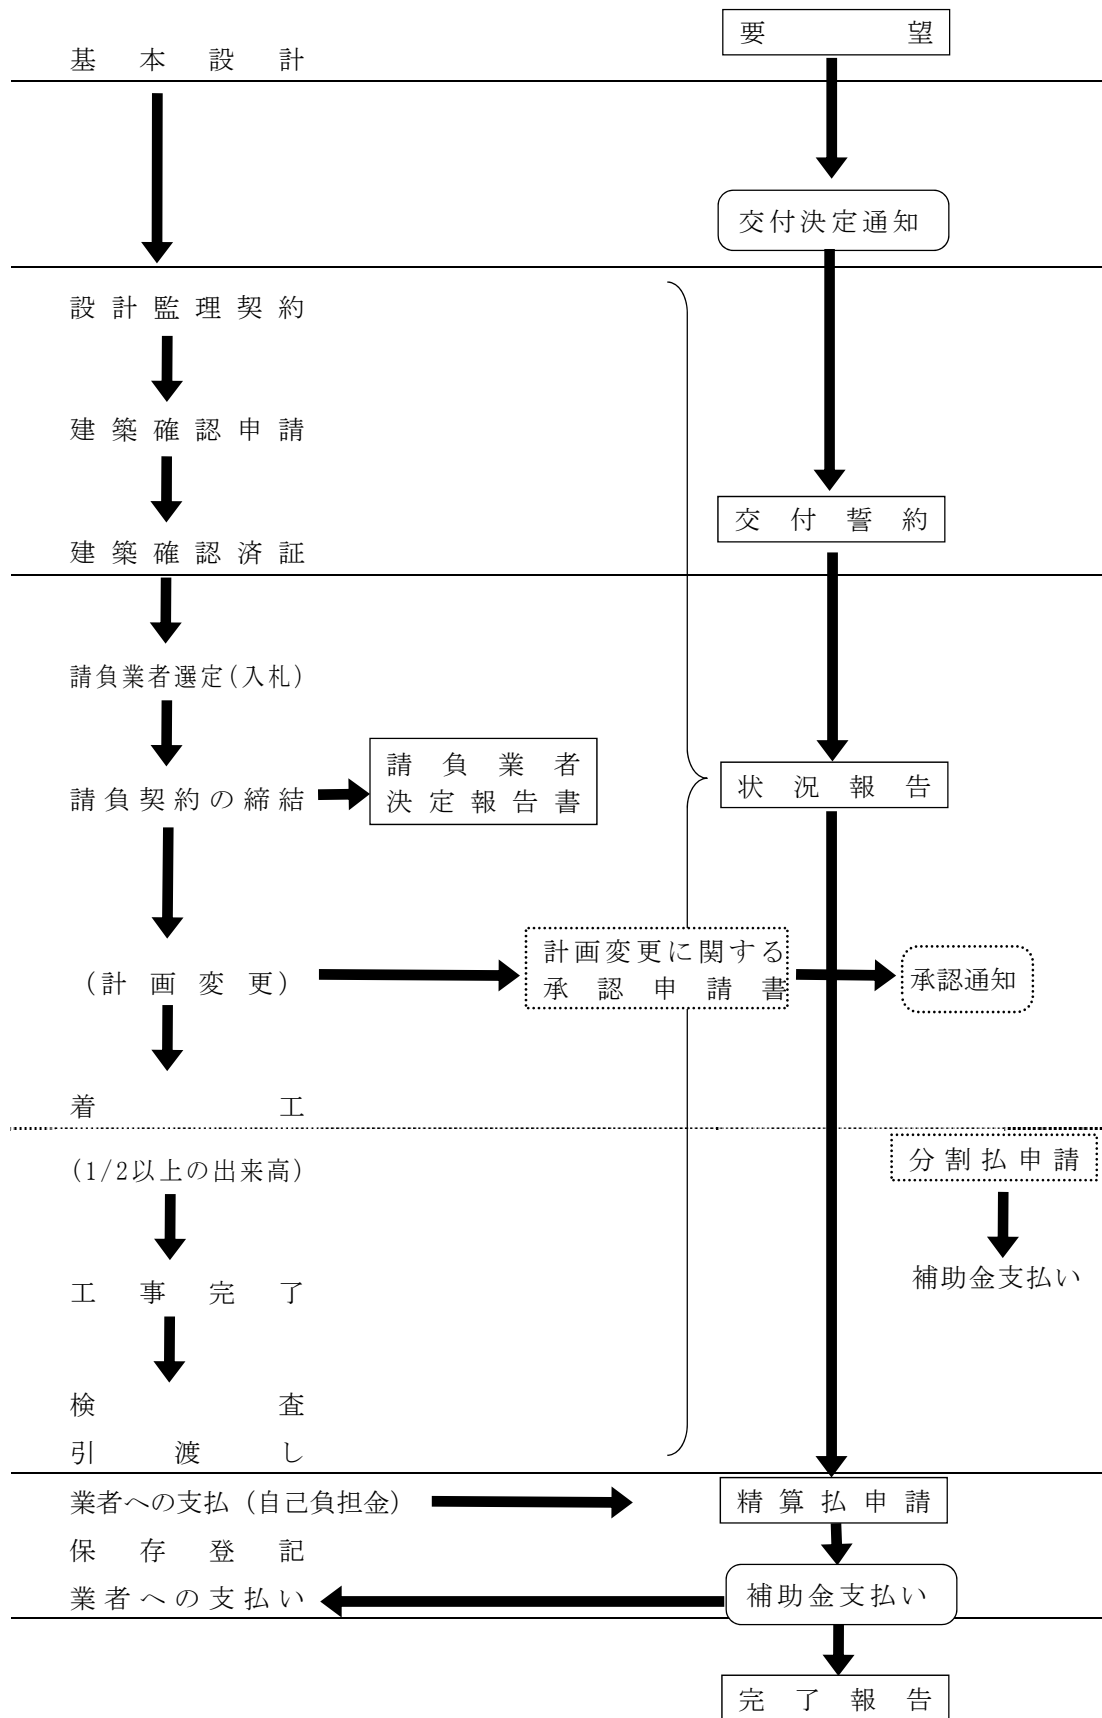 要望
基本設計
交付決定通知
設計監理契約
建築確認申請
交付誓約
建築確認済証
請負業者選定(入札)
請負業者
決定報告書
請負契約の締結
状況報告
計画変更に関する
承認申請書
(計画変更)
承認通知
着工
(1/2以上の出来高)
分割払申請
補助金支払い
工事完了
検査
引渡し
業者への支払(自己負担金)
精算払申請
保存登記
業者への支払い
補助金支払い
完了報告